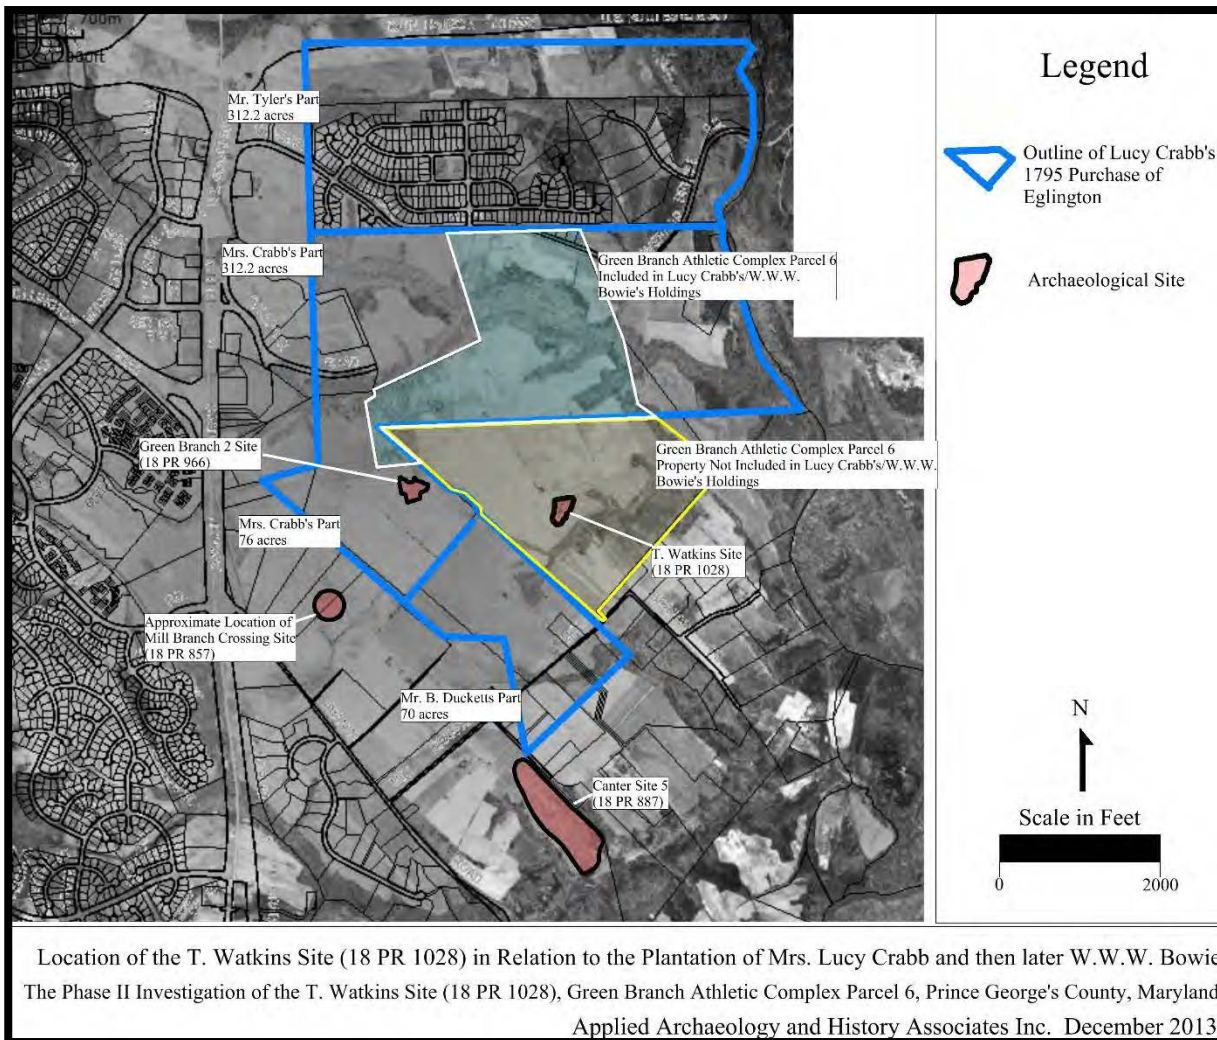 700m
2000ft
Legend
Outline of Lucy Crabb's
1795 Purchase of
Eglington
Archaeological Site
Mr. Tyler's Part
312.2 acres
Mrs. Crabb's Part
312.2 acres
Green Branch Athletic Complex Parcel 6
Included in Lucy Crabb's/W.W.W.
Bowie's Holdings
Green Branch 2 Site
(18 PR 966)
Green Branch Athletic Complex Parcel 6
Property Not Included in Lucy Crabb's/W.W.W.
Bowie's Holdings
Mrs. Crabb's Part
76 acres
T. Watkins Site
(18 PR 1028)
Approximate Location of
Mill Branch Crossing Site
(18 PR 857)
Mr. B. Ducketts Part
70 acres
Canter Site 5
(18 PR 887)
N
Scale in Feet
0 2000
Location of the T. Watkins Site (18 PR 1028) in Relation to the Plantation of Mrs. Lucy Crabb and then later W.W.W. Bowie
The Phase II Investigation of the T. Watkins Site (18 PR 1028), Green Branch Athletic Complex Parcel 6, Prince George's County, Maryland
Applied Archaeology and History Associates Inc. December 2013